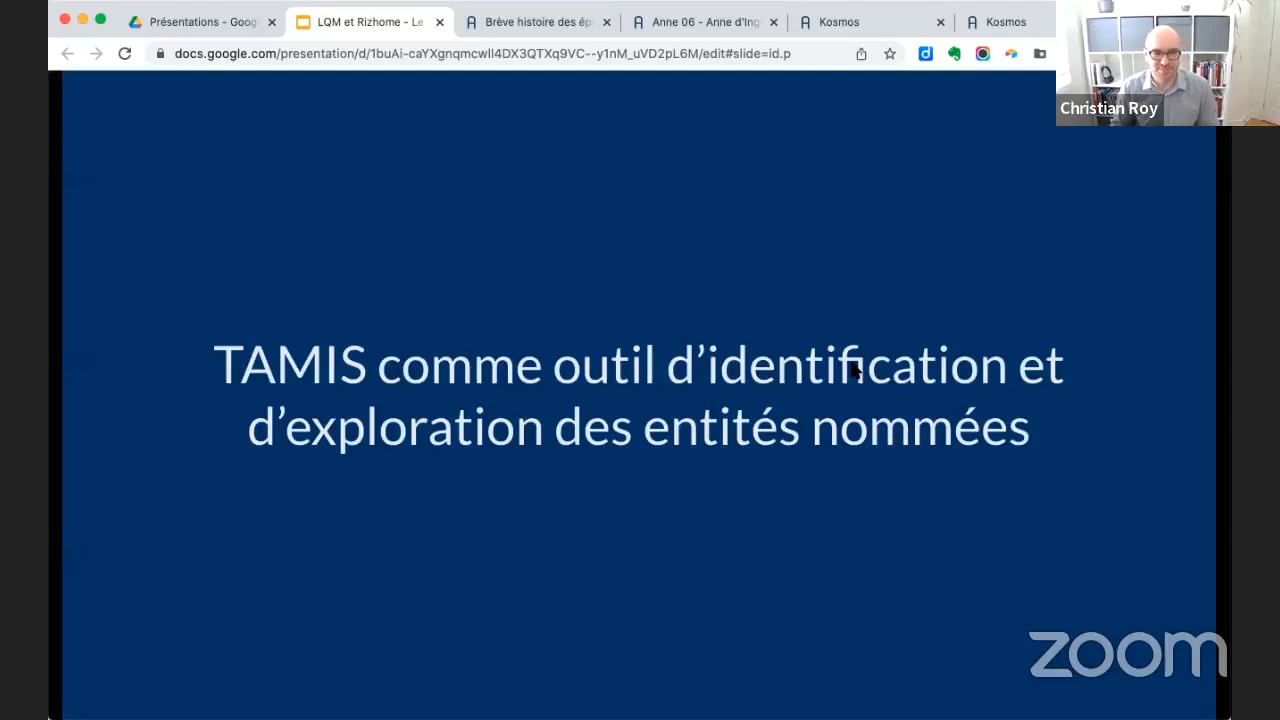 Présentations - Goog
LQM et Rizhome - Le
Brève histoire des ép
Anne 06 - Anne d'Ing
Kosmos
Kosmos
docs.google.com/presentation/d/1buAi-caYXgngmcwII4DX3QTXq9VC--y1nM_uVD2pL6M/edit#slide=id.p
Christian Roy
TAMIS comme outil d’identification et
d’exploration des entités nommées
zoom